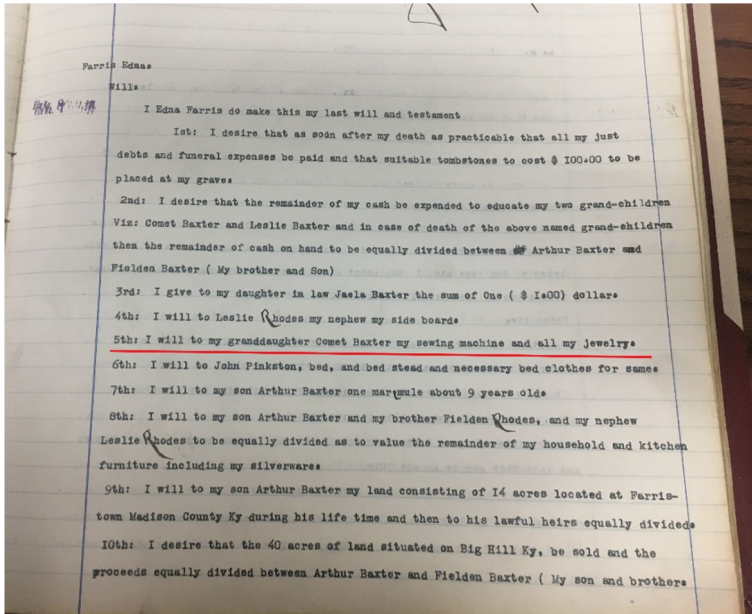 Farris Edna.
Will.
I Edna Farris do make this my last will and testament
Ist: I desire that as soon after my death as practicable that all my just
debts and funeral expenses be paid and that suitable tombstones to cost $ I00.00 to be
placed at my grave.
2nd: I desire that the remainder of my cash be expended to educate my two grand-children
Viz: Comet Baxter and Leslie Baxter and in case of death of the above named grand-children
then the remainder of cash on hand to be equally divided between Arthur Baxter and
Fielden Baxter ( My brother and Son)
3rd: I give to my daughter in law Jaela Baxter the sum of One ( $ I.00) dollar.
4th: I will to Leslie Rhodes my nephew my side board.
5th: I will to my granddaughter Comet Baxter my sewing machine and all my jewelry.
6th: I will to John Pinkston, bed, and bed stead and necessary bed clothes for same.
7th: I will to my son Arthur Baxter one mar mule about 9 years old.
8th: I will to my son Arthur Baxter and my brother Fielden Rhodes, and my nephew
Leslie Rhodes to be equally divided as to value the remainder of my household and kitchen
furniture including my silverware.
9th: I will to my son Arthur Baxter my land consisting of I4 acres located at Farris-
town Madison County Ky during his life time and then to his lawful heirs equally divided.
I0th: I desire that the 40 acres of land situated on Big Hill Ky, be sold and the
proceeds equally divided between Arthur Baxter and Fielden Baxter ( My son and brother.